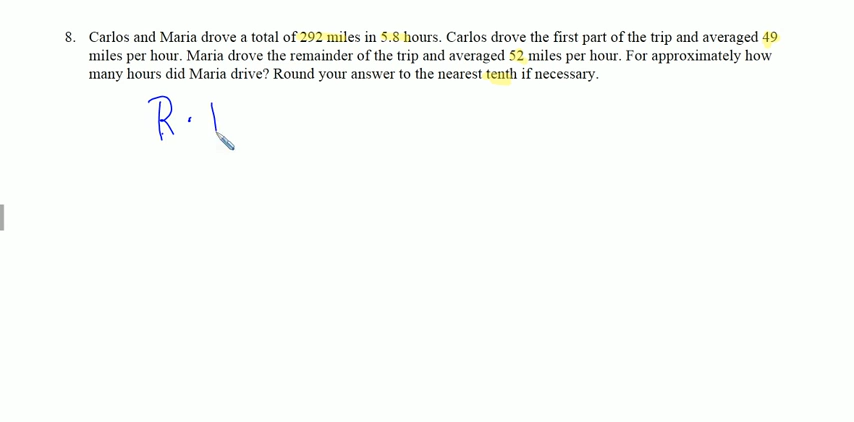 8. Carlos and Maria drove a total of 292 miles in 5.8 hours. Carlos drove the first part of the trip and averaged 49
miles per hour. Maria drove the remainder of the trip and averaged 52 miles per hour. For approximately how
many hours did Maria drive? Round your answer to the nearest tenth if necessary.
R ·